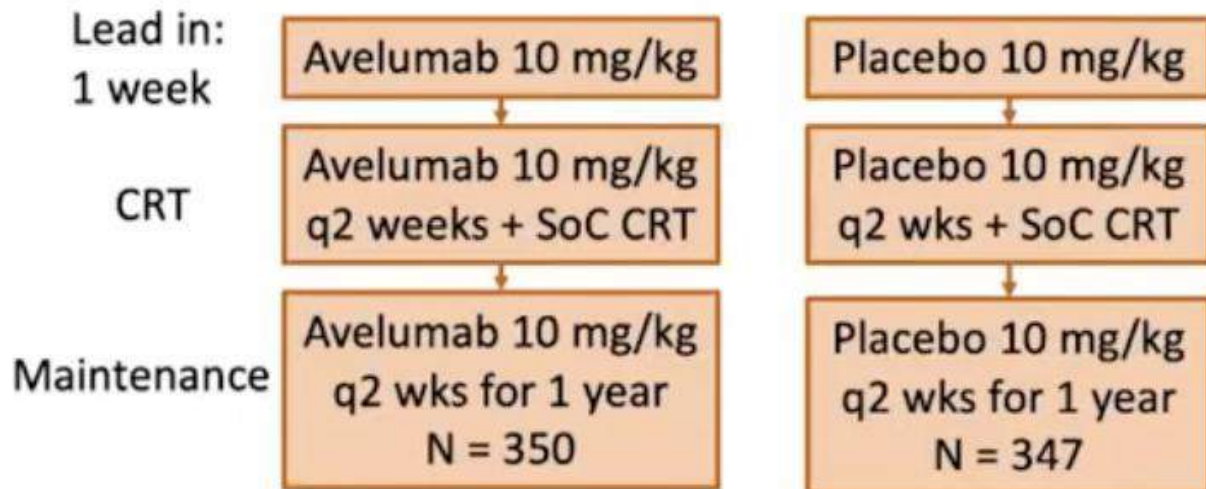 Lead in:
1 week
Avelumab 10 mg/kg
Placebo 10 mg/kg
CRT
Avelumab 10 mg/kg
q2 weeks + SoC CRT
Placebo 10 mg/kg
q2 wks + SoC CRT
Maintenance
Avelumab 10 mg/kg
q2 wks for 1 year
N = 350
Placebo 10 mg/kg
q2 wks for 1 year
N = 347